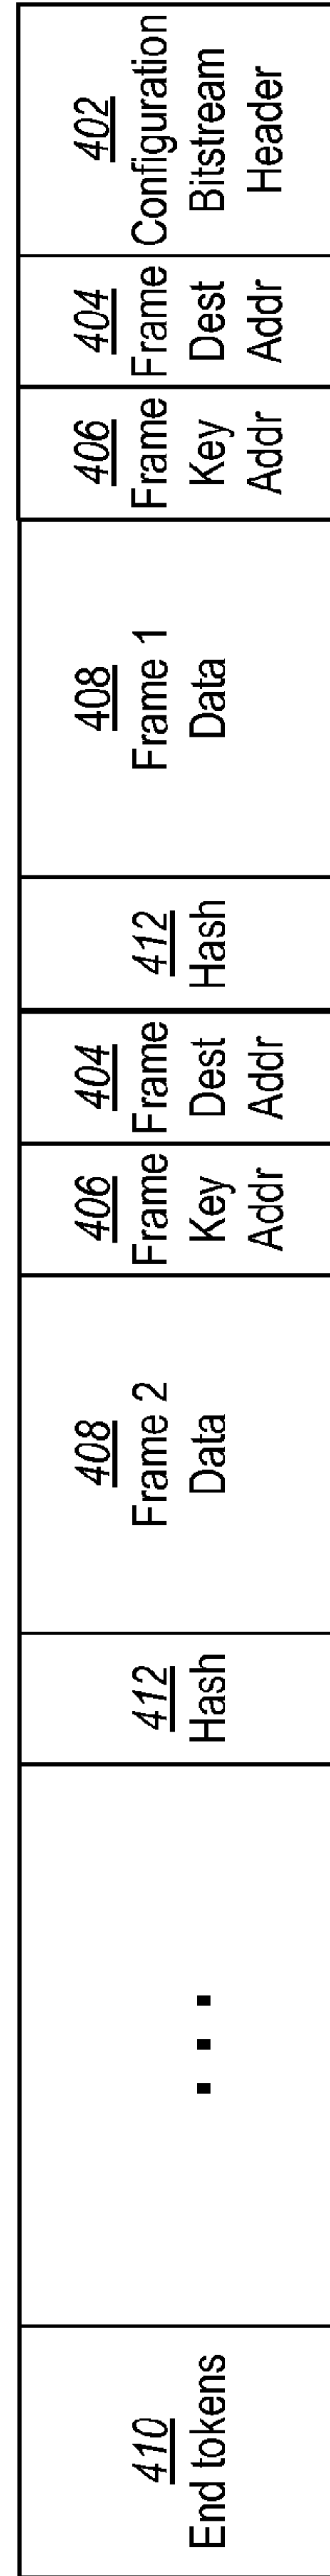 402
Configuration
Bitstream
Header
404
Frame
Dest
Addr
406
Frame
Key
Addr
408
Frame 1
Data
412
Hash
404
Frame
Dest
Addr
406
Frame
Key
Addr
408
Frame 2
Data
412
Hash
...
410
End tokens